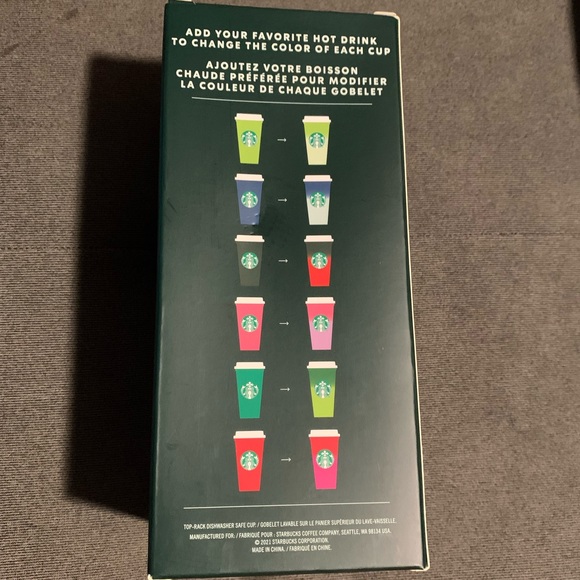 ADD YOUR FAVORITE HOT DRINK
TO CHANGE THE COLOR OF EACH CUP
AJOUTEZ VOTRE BOISSON
CHAUDE PRÉFÉRÉE POUR MODIFIER
LA COULEUR DE CHAQUE GOBELET
TOP-RACK DISHWASHER SAFE CUP. / GOBELET LAVABLE SUR LE PANIER SUPÉRIEUR DU LAVE-VAISSELLE.
MANUFACTURED FOR: / FABRIQUÉ POUR : STARBUCKS COFFEE COMPANY, SEATTLE, WA 98134 USA.
© 2021 STARBUCKS CORPORATION.
MADE IN CHINA. / FABRIQUÉ EN CHINE.